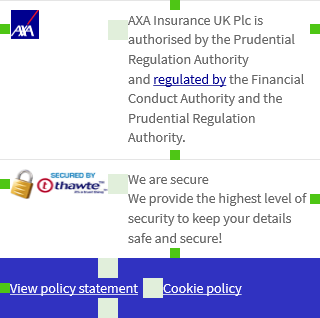 AXA
AXA Insurance UK Plc is
authorised by the Prudential
Regulation Authority
and regulated by the Financial
Conduct Authority and the
Prudential Regulation
Authority.
SECURED BY
thawte™
We are secure
We provide the highest level of
security to keep your details
safe and secure!
View policy statement Cookie policy